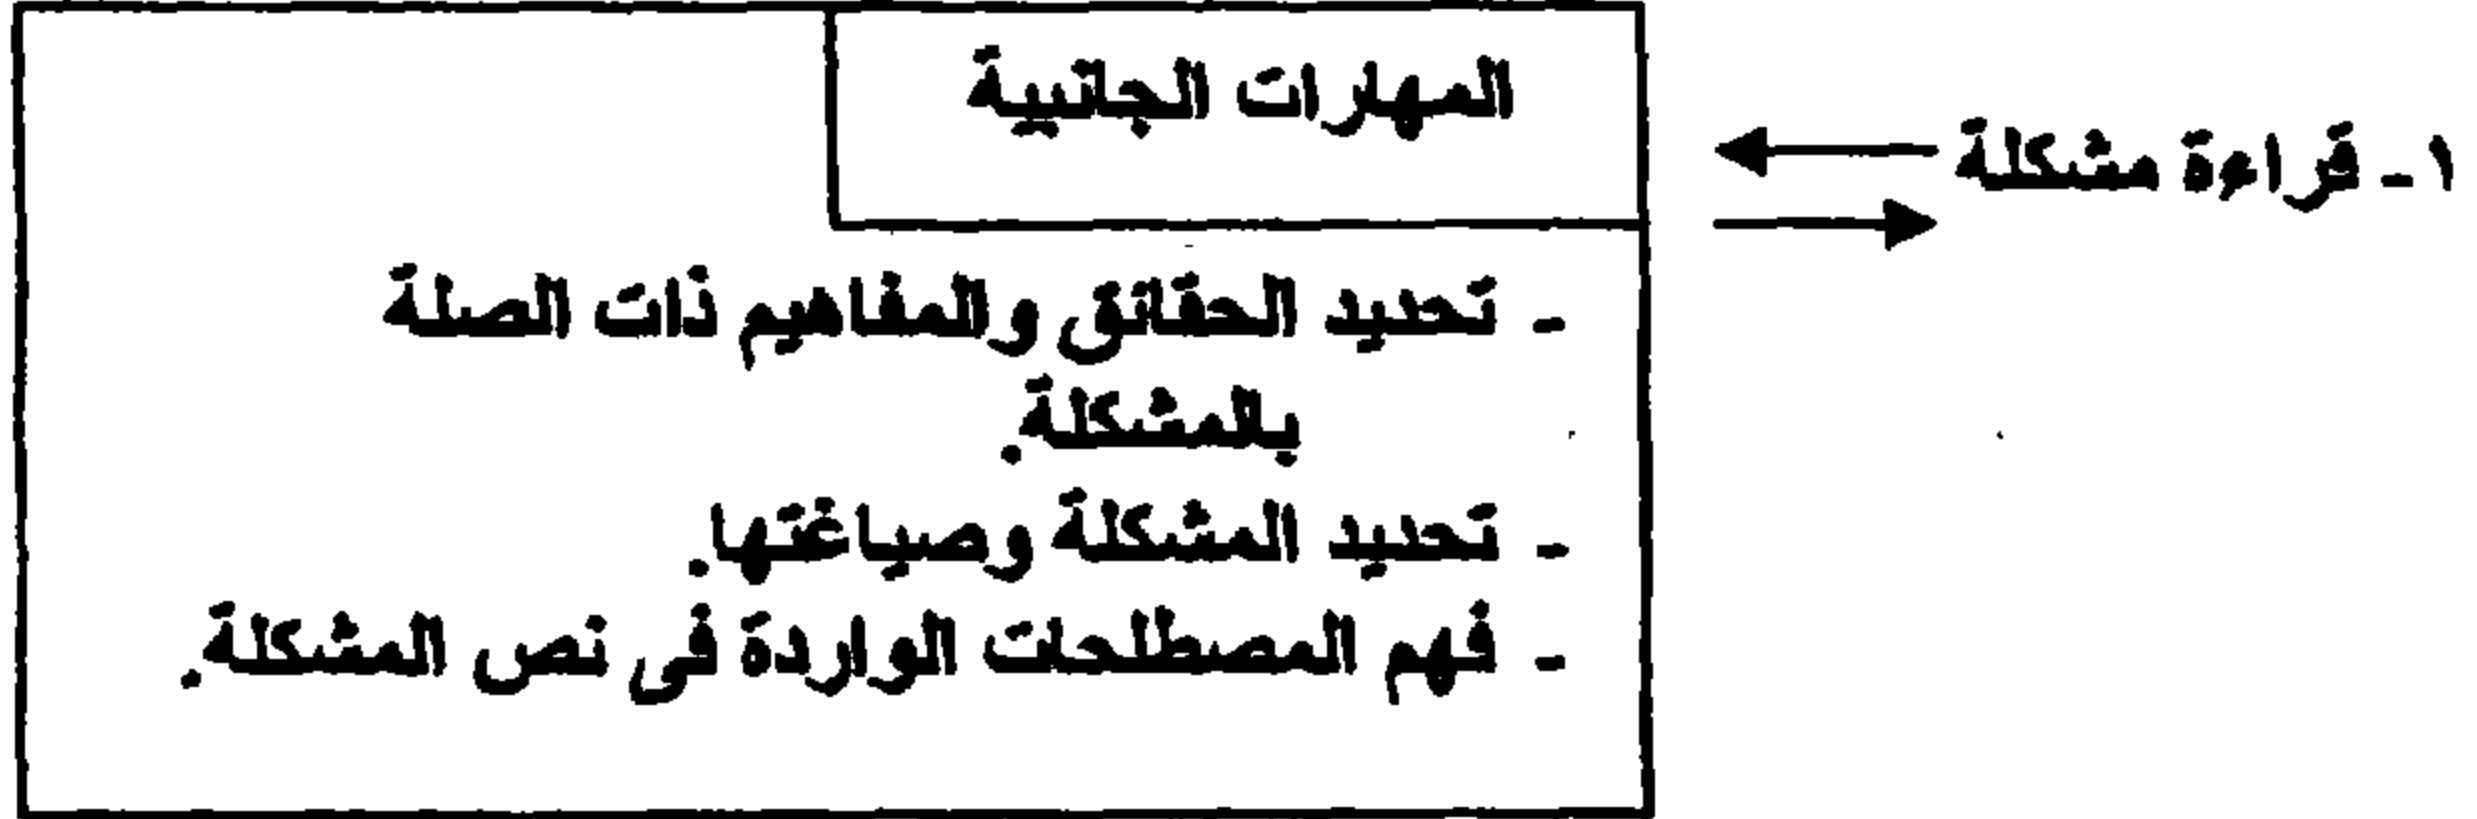 المهارات الجانبية
١ - قراءة مشكلة
- تحديد الحقائق والمفاهيم ذات الصلة
بالمشكلة.
- تحديد المشكلة وصياغتها.
- فهم المصطلحات الواردة فى نص المشكلة.